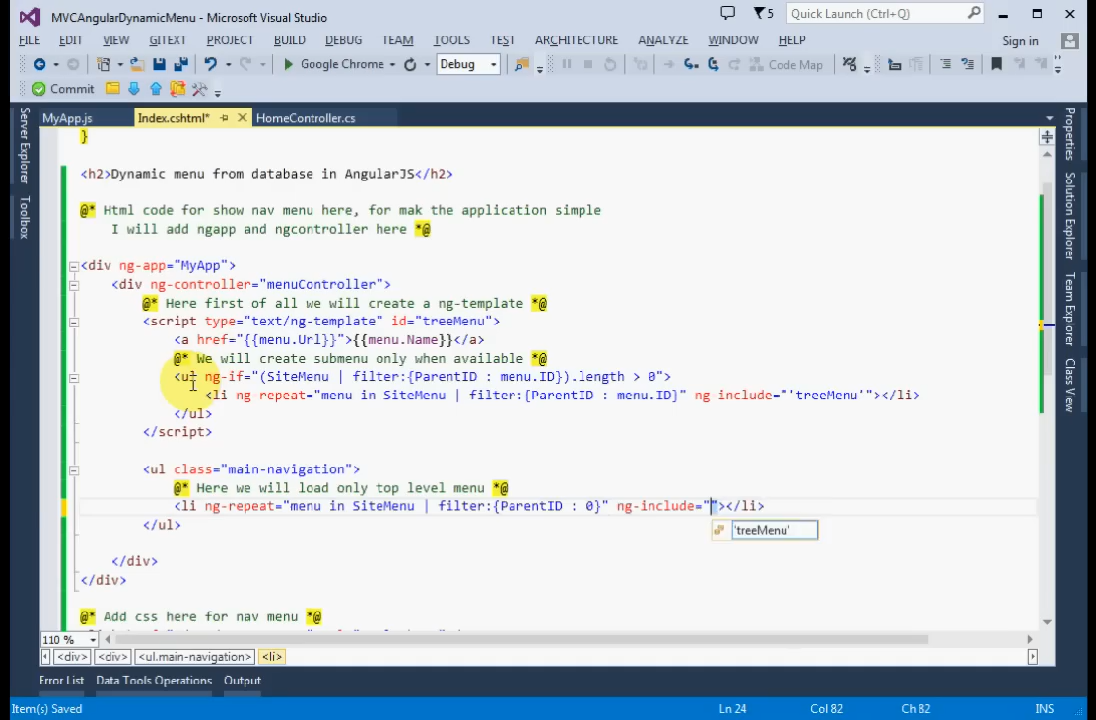 MVCAngularDynamicMenu - Microsoft Visual Studio
5
Quick Launch (Ctrl+Q)
FILE EDIT VIEW GITEXT PROJECT BUILD DEBUG TEAM TOOLS TEST ARCHITECTURE ANALYZE WINDOW HELP
Sign in
Google Chrome Debug Code Map
Commit
MyApp.js Index.cshtml* HomeController.cs
Server Explorer
Toolbox
Properties
Solution Explorer
Team Explorer
Class View
}
<h2>Dynamic menu from database in AngularJS</h2>
@* Html code for show nav menu here, for mak the application simple
I will add ngapp and ngcontroller here *@
<div ng-app="MyApp">
<div ng-controller="menuController">
@* Here first of all we will create a ng-template *@
<script type="text/ng-template" id="treeMenu">
<a href="{{menu.Url}}">{{menu.Name}}</a>
@* We will create submenu only when available *@
<ul ng-if="(SiteMenu | filter:{ParentID : menu.ID}).length > 0">
<li ng repeat="menu in SiteMenu | filter:{ParentID : menu.ID}" ng include="'treeMenu'"></li>
</ul>
</script>
<ul class="main-navigation">
@* Here we will load only top level menu *@
<li ng-repeat="menu in SiteMenu | filter:{ParentID : 0}" ng-include=""></li>
'treeMenu'
</ul>
</div>
</div>
@* Add css here for nav menu *@
110 %
<div> <div> <ul.main-navigation> <li>
Error List Data Tools Operations Output
Item(s) Saved Ln 24 Col 82 Ch 82 INS